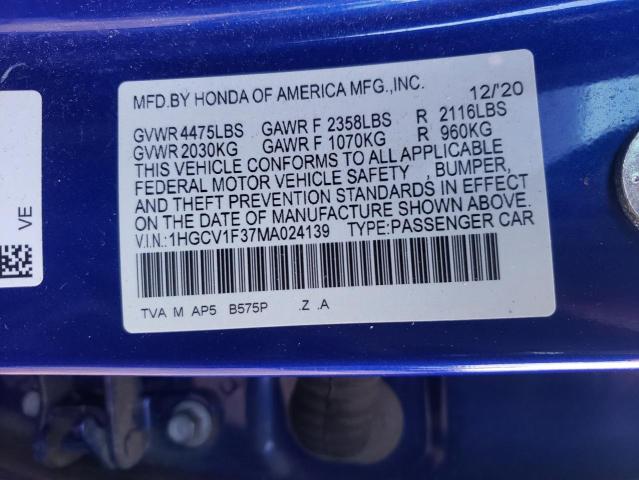 MFD.BY HONDA OF AMERICA MFG.,INC. 12/'20
GVWR 4475LBS GAWR F 2358LBS R 2116LBS
GVWR 2030KG GAWR F 1070KG R 960KG
THIS VEHICLE CONFORMS TO ALL APPLICABLE
FEDERAL MOTOR VEHICLE SAFETY , BUMPER,
AND THEFT PREVENTION STANDARDS IN EFFECT
ON THE DATE OF MANUFACTURE SHOWN ABOVE.
V.I.N.:1HGCV1F37MA024139 TYPE:PASSENGER CAR
TVA M AP5 B575P .Z .A
VE